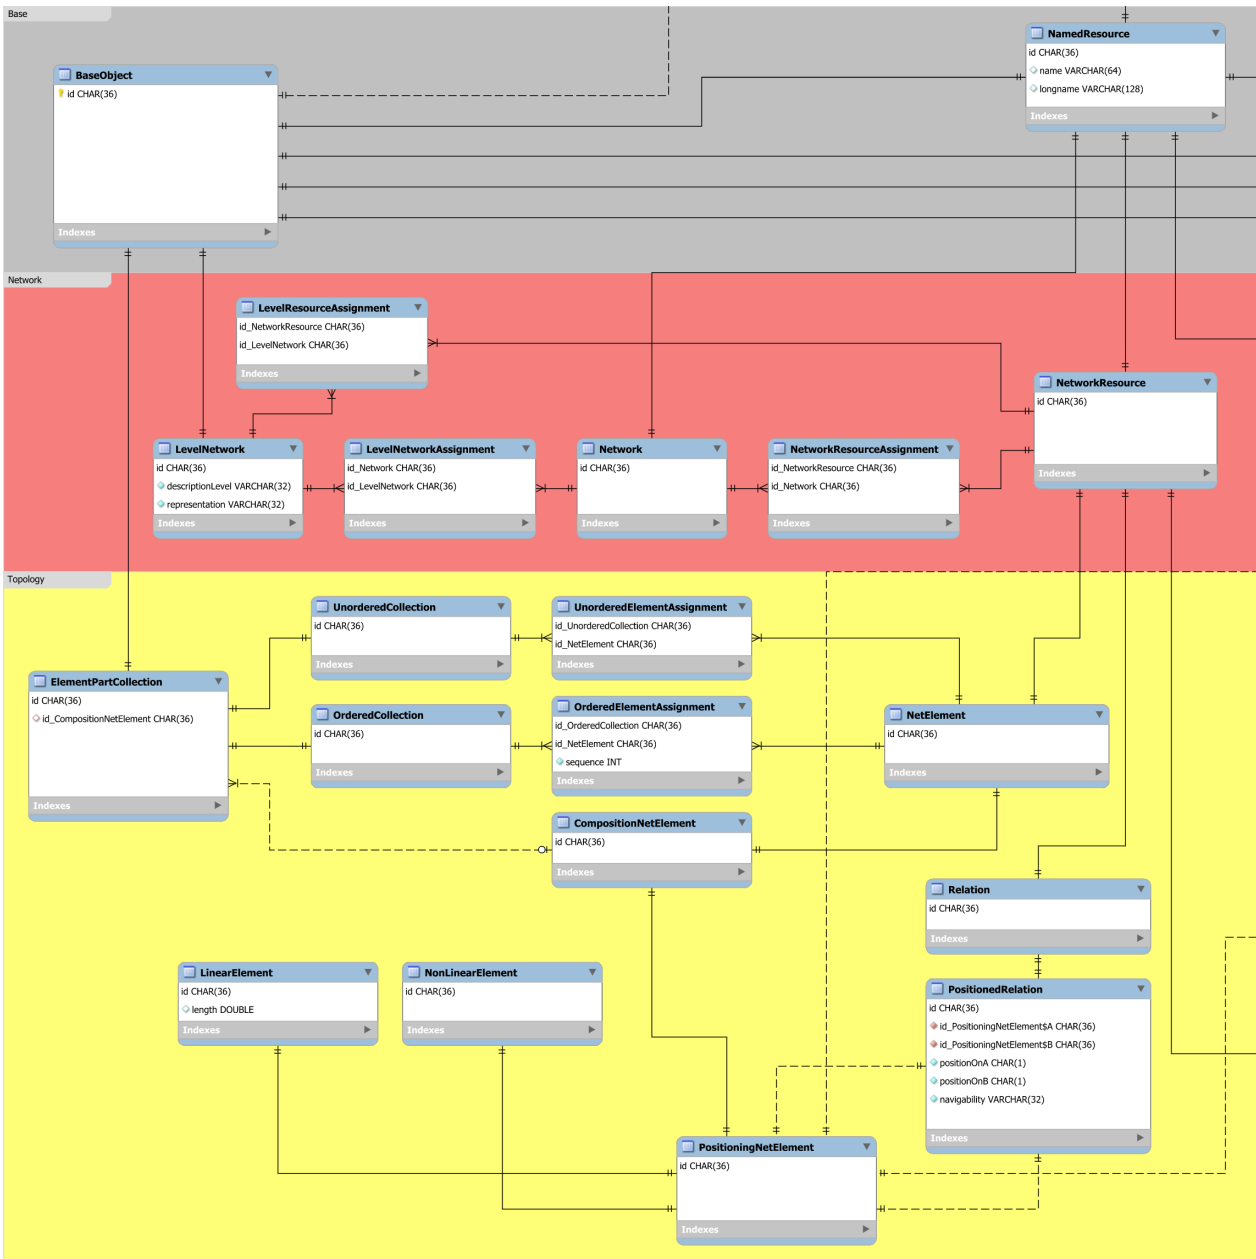 Base
NamedResource
id CHAR(36)
name VARCHAR(64)
longname VARCHAR(128)
Indexes
BaseObject
id CHAR(36)
Indexes
Network
LevelResourceAssignment
id_NetworkResource CHAR(36)
id_LevelNetwork CHAR(36)
Indexes
NetworkResource
id CHAR(36)
Indexes
LevelNetwork
id CHAR(36)
descriptionLevel VARCHAR(32)
representation VARCHAR(32)
Indexes
LevelNetworkAssignment
id_Network CHAR(36)
id_LevelNetwork CHAR(36)
Indexes
Network
id CHAR(36)
Indexes
NetworkResourceAssignment
id_NetworkResource CHAR(36)
id_Network CHAR(36)
Indexes
Topology
UnorderedCollection
id CHAR(36)
Indexes
UnorderedElementAssignment
id_UnorderedCollection CHAR(36)
id_NetElement CHAR(36)
Indexes
ElementPartCollection
id CHAR(36)
id_CompositionNetElement CHAR(36)
Indexes
OrderedCollection
id CHAR(36)
Indexes
OrderedElementAssignment
id_OrderedCollection CHAR(36)
id_NetElement CHAR(36)
sequence INT
Indexes
NetElement
id CHAR(36)
Indexes
CompositionNetElement
id CHAR(36)
Indexes
Relation
id CHAR(36)
Indexes
LinearElement
id CHAR(36)
length DOUBLE
Indexes
NonLinearElement
id CHAR(36)
Indexes
PositionedRelation
id CHAR(36)
id_PositioningNetElement$A CHAR(36)
id_PositioningNetElement$B CHAR(36)
positionOnA CHAR(1)
positionOnB CHAR(1)
navigability VARCHAR(32)
Indexes
PositioningNetElement
id CHAR(36)
Indexes